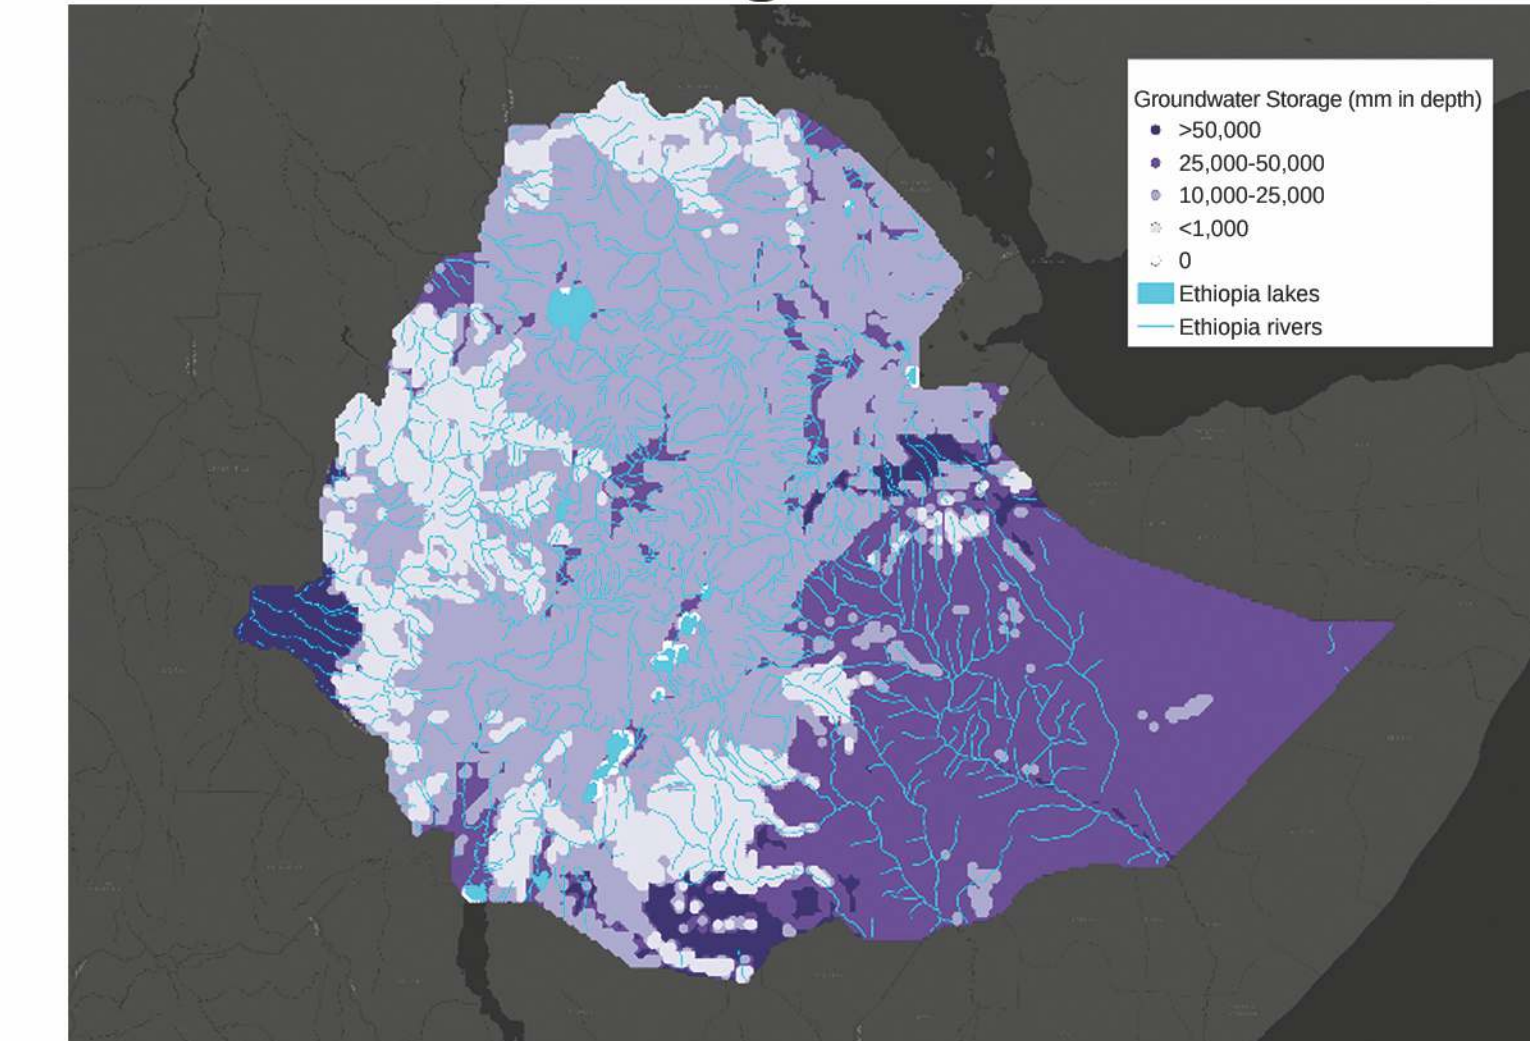 Groundwater Storage (mm in depth)
>50,000
25,000-50,000
10,000-25,000
<1,000
0
Ethiopia lakes
Ethiopia rivers